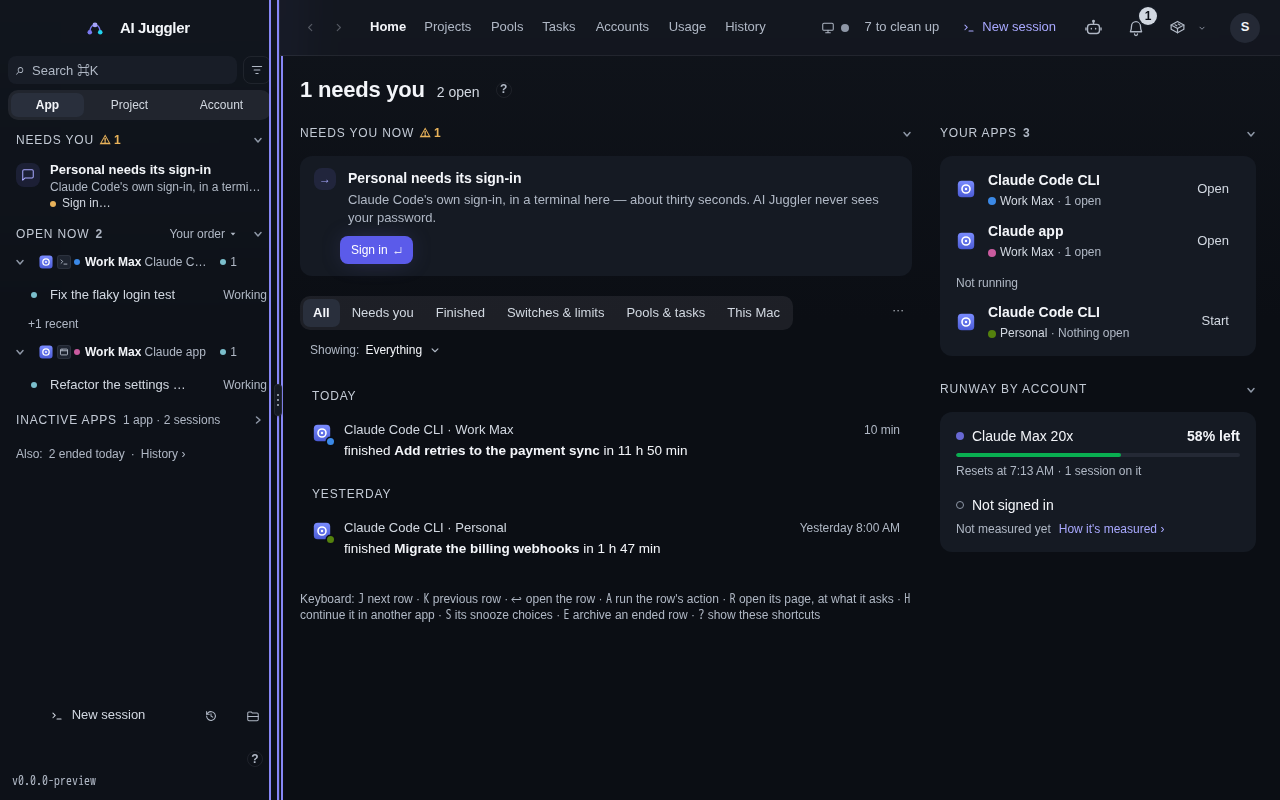 AI Juggler
Search ⌘K
App Project Account
NEEDS YOU 1
Personal needs its sign-in
Claude Code's own sign-in, in a termi…
Sign in…
OPEN NOW 2 Your order
Work Max Claude C… 1
Fix the flaky login test Working
+1 recent
Work Max Claude app 1
Refactor the settings … Working
INACTIVE APPS 1 app · 2 sessions
Also: 2 ended today · History ›
New session
?
v0.0.0-preview
Home Projects Pools Tasks Accounts Usage History
7 to clean up
New session
1
S
1 needs you 2 open ?
NEEDS YOU NOW 1
Personal needs its sign-in
Claude Code's own sign-in, in a terminal here — about thirty seconds. AI Juggler never sees
your password.
Sign in
All Needs you Finished Switches & limits Pools & tasks This Mac ···
Showing: Everything
TODAY
Claude Code CLI · Work Max 10 min
finished Add retries to the payment sync in 11 h 50 min
YESTERDAY
Claude Code CLI · Personal Yesterday 8:00 AM
finished Migrate the billing webhooks in 1 h 47 min
Keyboard: J next row · K previous row · ↩ open the row · A run the row's action · R open its page, at what it asks · H
continue it in another app · S its snooze choices · E archive an ended row · ? show these shortcuts
YOUR APPS 3
Claude Code CLI Open
Work Max · 1 open
Claude app Open
Work Max · 1 open
Not running
Claude Code CLI Start
Personal · Nothing open
RUNWAY BY ACCOUNT
Claude Max 20x 58% left
Resets at 7:13 AM · 1 session on it
Not signed in
Not measured yet How it's measured ›